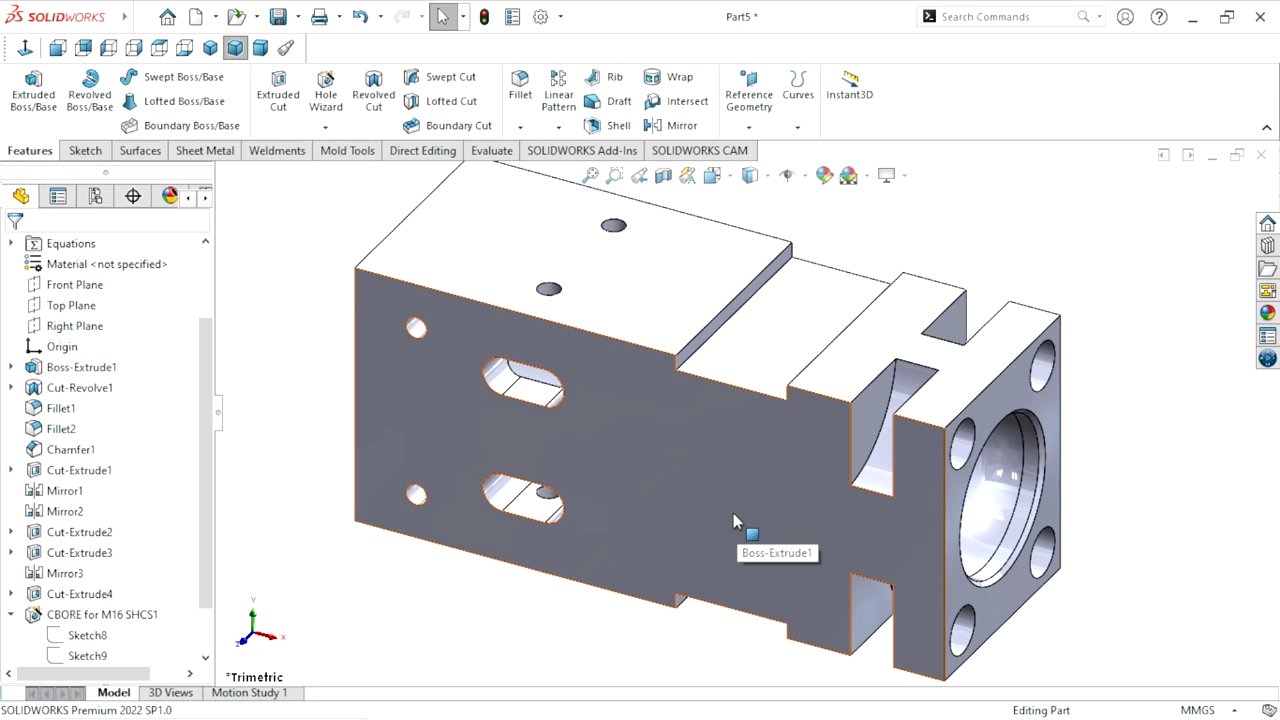 SOLIDWORKS
Part5 *
Search Commands
Extruded Boss/Base
Revolved Boss/Base
Swept Boss/Base
Lofted Boss/Base
Boundary Boss/Base
Extruded Cut
Hole Wizard
Revolved Cut
Swept Cut
Lofted Cut
Boundary Cut
Fillet
Linear Pattern
Rib
Draft
Shell
Wrap
Intersect
Mirror
Reference Geometry
Curves
Instant3D
Features
Sketch
Surfaces
Sheet Metal
Weldments
Mold Tools
Direct Editing
Evaluate
SOLIDWORKS Add-Ins
SOLIDWORKS CAM
Equations
Material <not specified>
Front Plane
Top Plane
Right Plane
Origin
Boss-Extrude1
Cut-Revolve1
Fillet1
Fillet2
Chamfer1
Cut-Extrude1
Mirror1
Mirror2
Cut-Extrude2
Cut-Extrude3
Mirror3
Cut-Extrude4
CBORE for M16 SHCS1
Sketch8
Sketch9
Boss-Extrude1
Y
X
Z
*Trimetric
Model
3D Views
Motion Study 1
SOLIDWORKS Premium 2022 SP1.0
Editing Part
MMGS